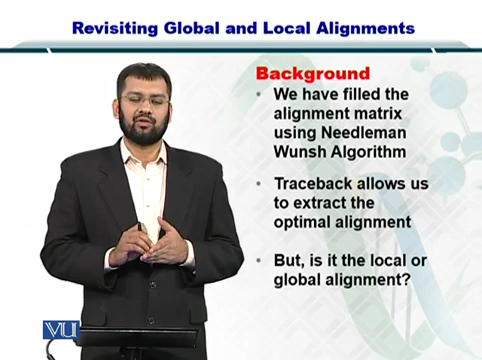 Revisiting Global and Local Alignments
Background
• We have filled the
alignment matrix
using Needleman
Wunsh Algorithm
• Traceback allows us
to extract the
optimal alignment
• But, is it the local or
global alignment?
VU